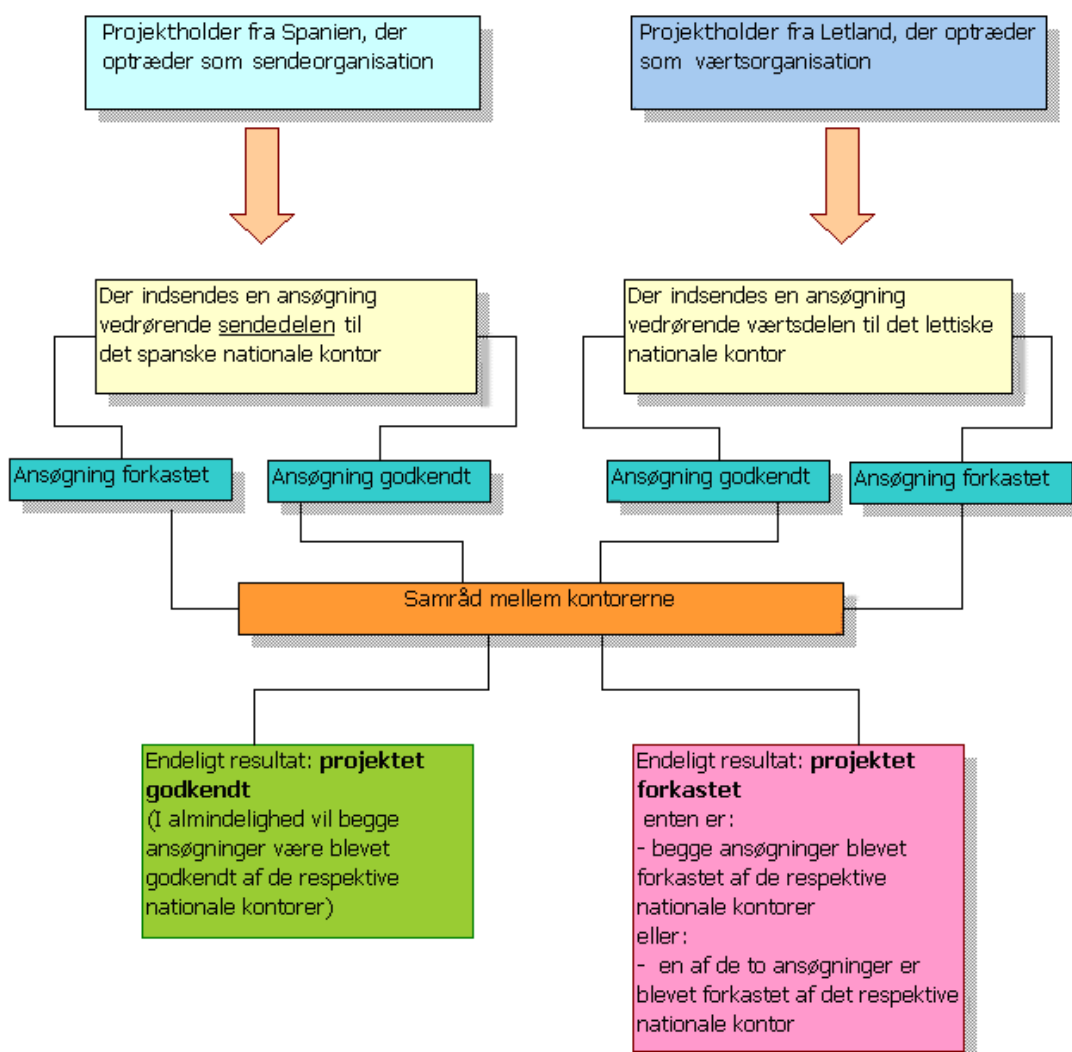 Projektholder fra Spanien, der
optræder som sendeorganisation
Projektholder fra Letland, der optræder
som værtsorganisation
Der indsendes en ansøgning
vedrørende sendedelen til
det spanske nationale kontor
Der indsendes en ansøgning
vedrørende værtsdelen til det lettiske
nationale kontor
Ansøgning forkastet
Ansøgning godkendt
Ansøgning godkendt
Ansøgning forkastet
Samråd mellem kontorerne
Endeligt resultat: projektet
godkendt
(I almindelighed vil begge
ansøgninger være blevet
godkendt af de respektive
nationale kontorer)
Endeligt resultat: projektet
forkastet
enten er:
- begge ansøgninger blevet
forkastet af de respektive
nationale kontorer
eller:
- en af de to ansøgninger er
blevet forkastet af det respektive
nationale kontor